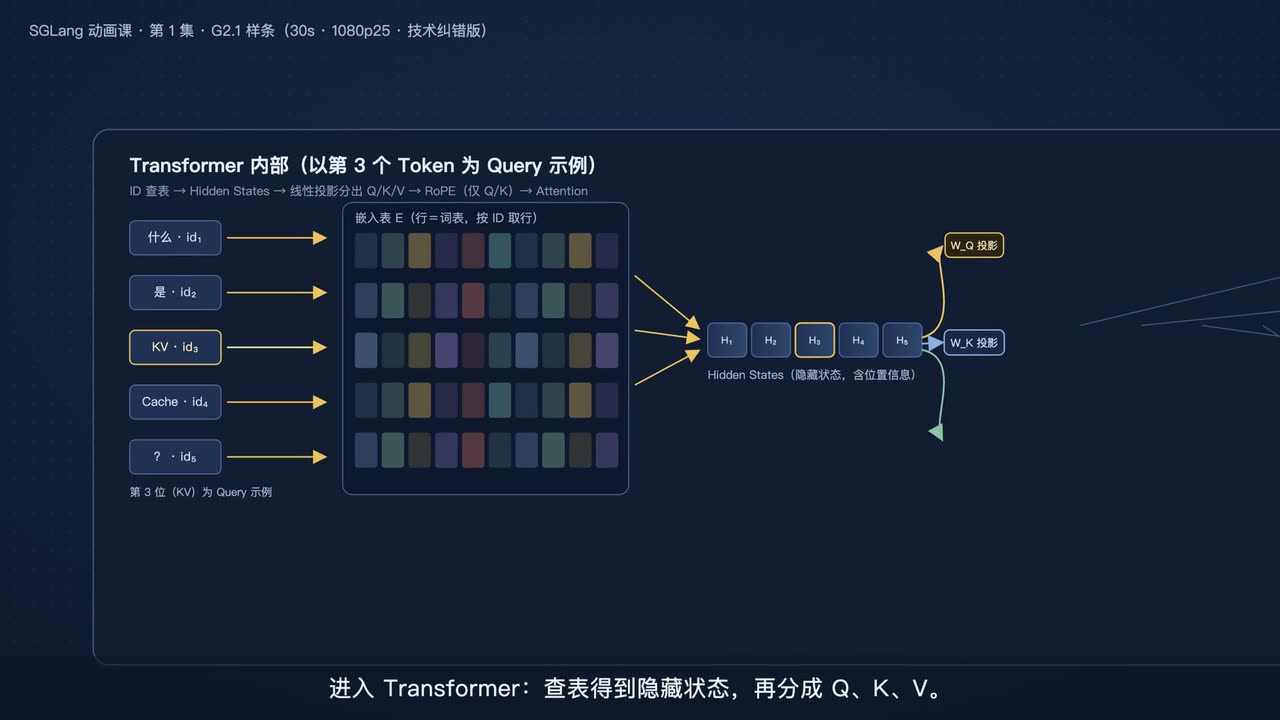 SGLang 动画课 · 第 1 集 · G2.1 样条（30s · 1080p25 · 技术纠错版）
Transformer 内部（以第 3 个 Token 为 Query 示例）
ID 查表 → Hidden States → 线性投影分出 Q/K/V → RoPE（仅 Q/K）→ Attention
嵌入表 E（行＝词表，按 ID 取行）
什么 · id₁
是 · id₂
KV · id₃
Cache · id₄
？ · id₅
第 3 位（KV）为 Query 示例
H₁ H₂ H₃ H₄ H₅
Hidden States（隐藏状态，含位置信息）
W_Q 投影
W_K 投影
进入 Transformer：查表得到隐藏状态，再分成 Q、K、V。